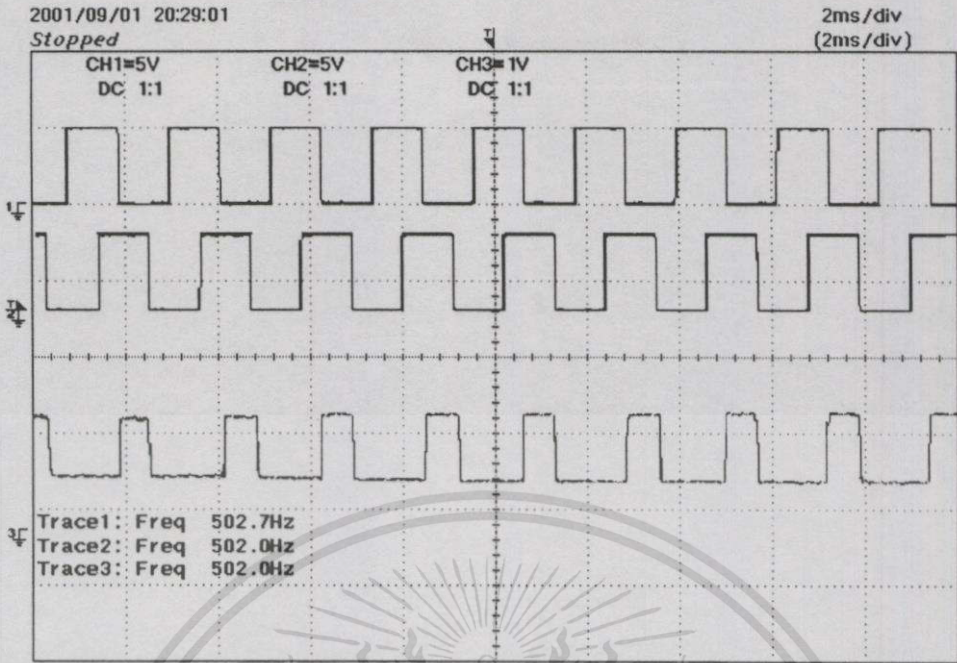 2001/09/01 20:29:01
2ms/div
Stopped
(2ms/div)
CH1=5V CH2=5V CH3=1V
DC 1:1 DC 1:1 DC 1:1
Trace1: Freq 502.7Hz
Trace2: Freq 502.0Hz
Trace3: Freq 502.0Hz